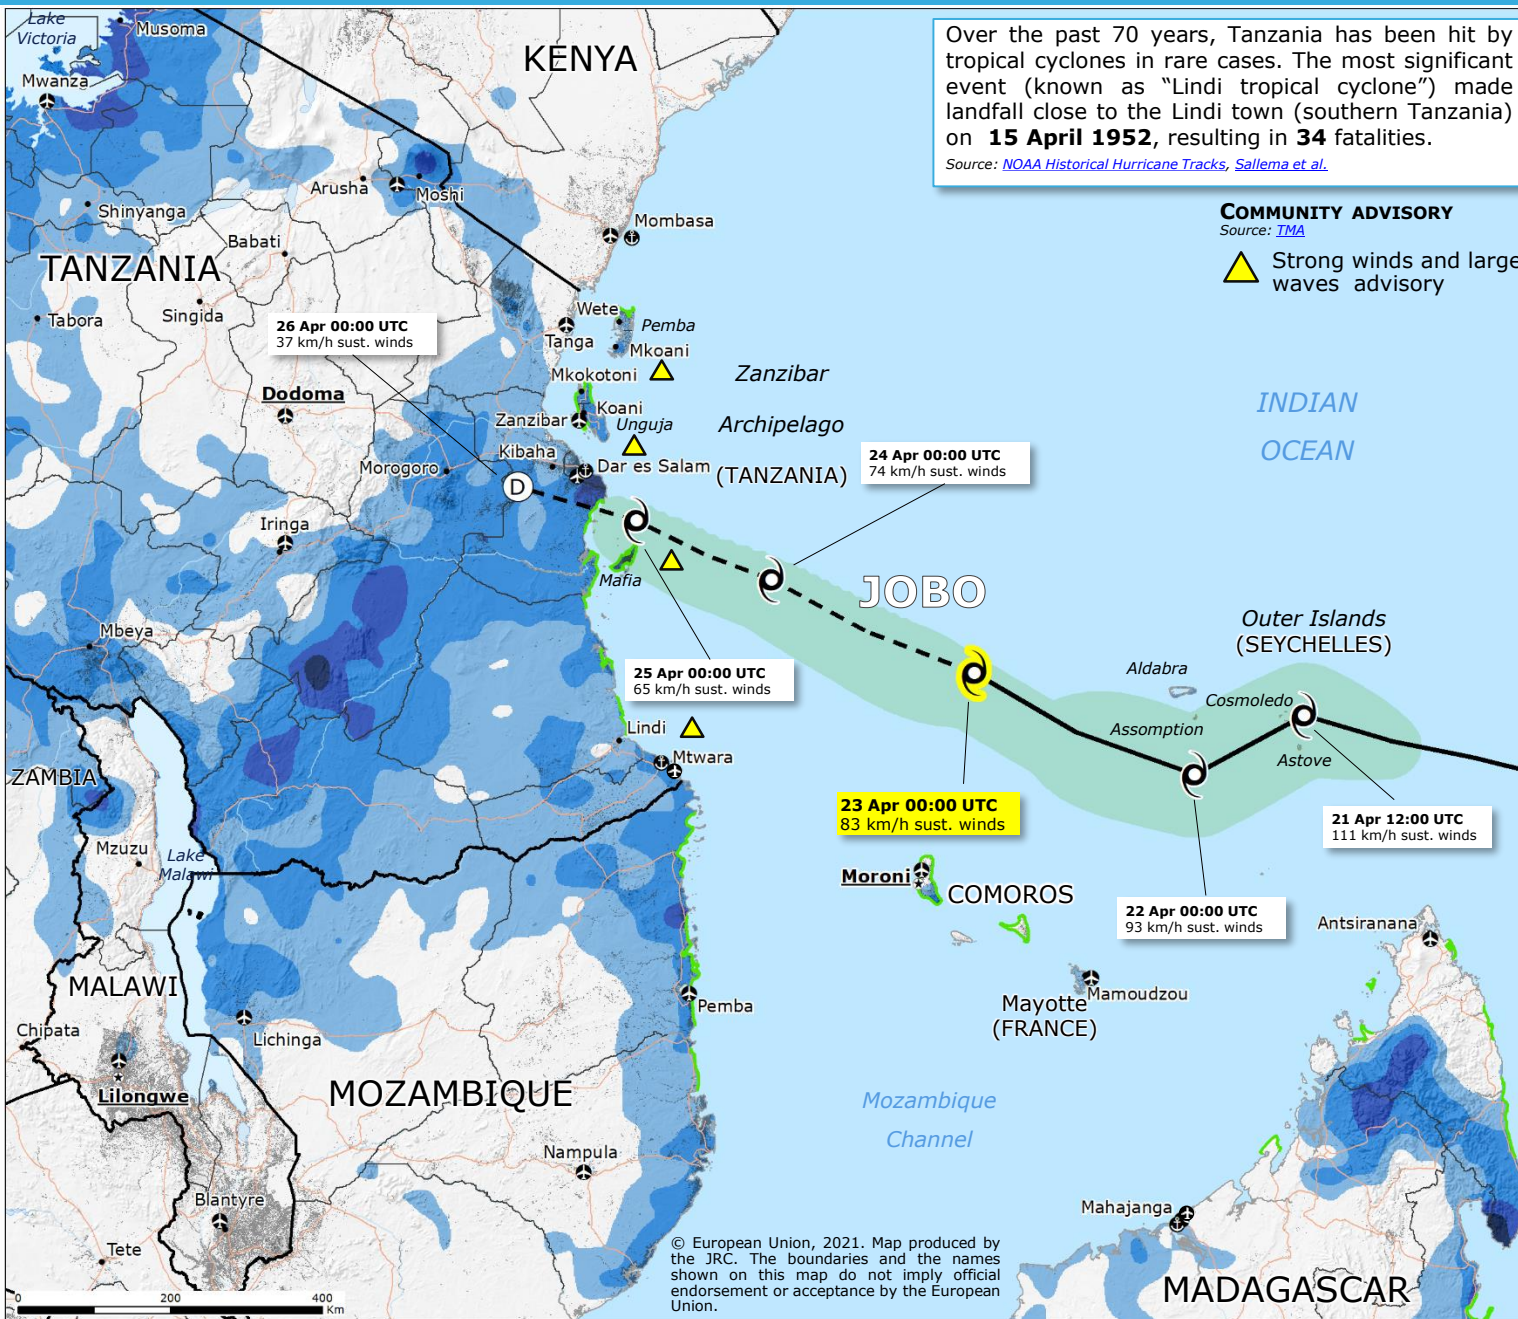 Lake
Victoria
Musoma
Mwanza
KENYA
Over the past 70 years, Tanzania has been hit by
tropical cyclones in rare cases. The most significant
event (known as “Lindi tropical cyclone”) made
landfall close to the Lindi town (southern Tanzania)
on 15 April 1952, resulting in 34 fatalities.
Source: NOAA Historical Hurricane Tracks, Sallema et al.
COMMUNITY ADVISORY
Source: TMA
Strong winds and large
waves advisory
Arusha
Moshi
Shinyanga
Mombasa
Babati
TANZANIA
Singida
Tabora
Wete
Pemba
Tanga
Mkoani
26 Apr 00:00 UTC
37 km/h sust. winds
Mkokotoni
Zanzibar
Dodoma
Koani
Zanzibar
Unguja
Archipelago
(TANZANIA)
INDIAN
OCEAN
Kibaha
Dar es Salam
Morogoro
D
24 Apr 00:00 UTC
74 km/h sust. winds
Iringa
Mafia
JOBO
Mbeya
Outer Islands
(SEYCHELLES)
25 Apr 00:00 UTC
65 km/h sust. winds
Aldabra
Cosmoledo
Assomption
Astove
Lindi
Mtwara
ZAMBIA
23 Apr 00:00 UTC
83 km/h sust. winds
21 Apr 12:00 UTC
111 km/h sust. winds
Mzuzu
Lake
Malawi
Moroni
COMOROS
22 Apr 00:00 UTC
93 km/h sust. winds
Antsiranana
MALAWI
Pemba
Mamoudzou
Mayotte
(FRANCE)
Chipata
Lichinga
Lilongwe
MOZAMBIQUE
Mozambique
Channel
Nampula
Blantyre
Mahajanga
Tete
© European Union, 2021. Map produced by
the JRC. The boundaries and the names
shown on this map do not imply official
endorsement or acceptance by the European
Union.
MADAGASCAR
0 200 400
Km